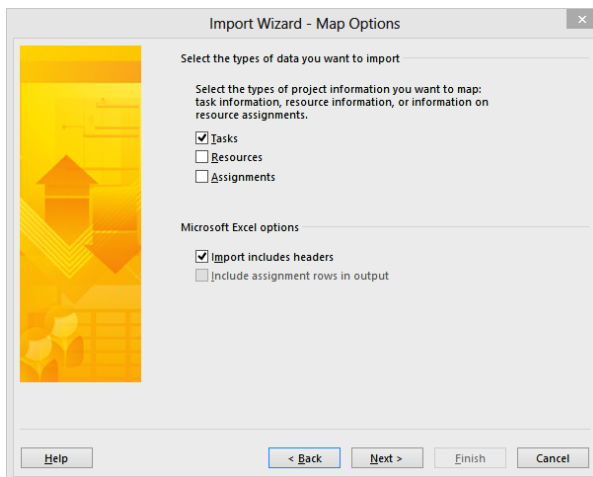 Import Wizard - Map Options
Select the types of data you want to import
Select the types of project information you want to map:
task information, resource information, or information on
resource assignments.
Tasks
Resources
Assignments
Microsoft Excel options
Import includes headers
Include assignment rows in output
Help
< Back
Next >
Finish
Cancel